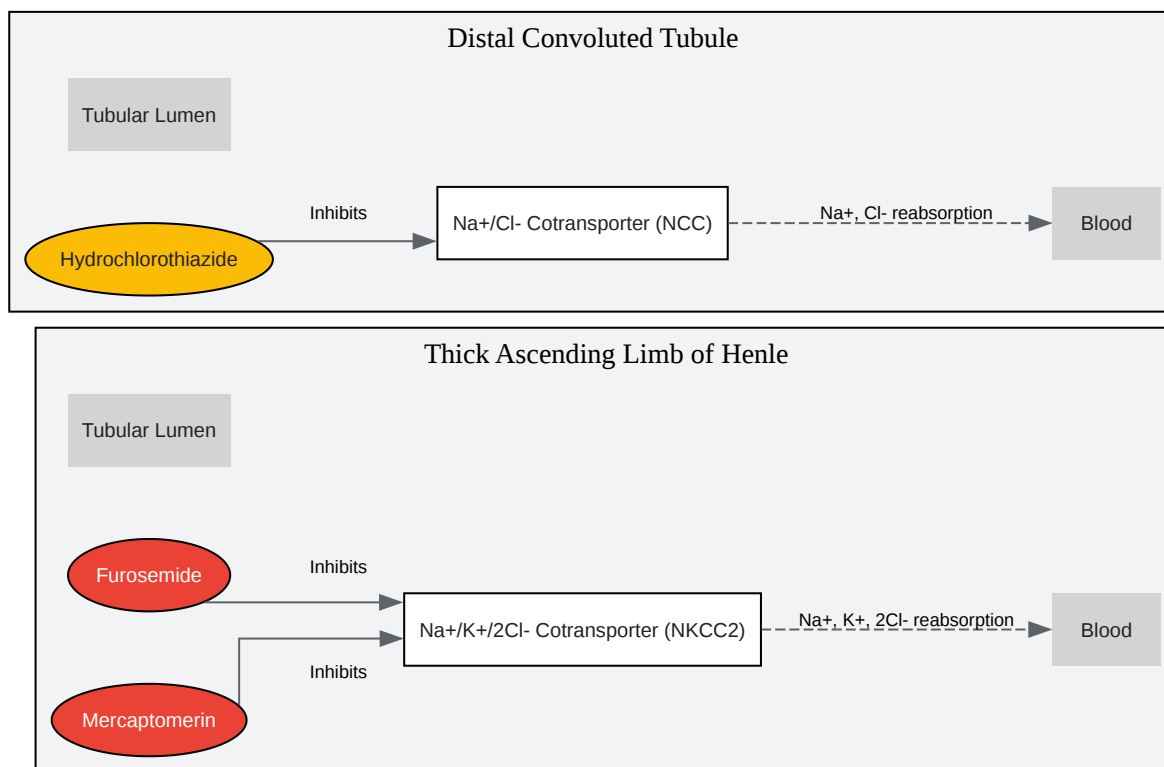 Distal Convoluted Tubule
Tubular Lumen
Inhibits
Na+/Cl- Cotransporter (NCC)
Na+, Cl- reabsorption
Blood
Hydrochlorothiazide
Thick Ascending Limb of Henle
Tubular Lumen
Furosemide
Inhibits
Na+/K+/2Cl- Cotransporter (NKCC2)
Na+, K+, 2Cl- reabsorption
Blood
Inhibits
Mercaptomerin